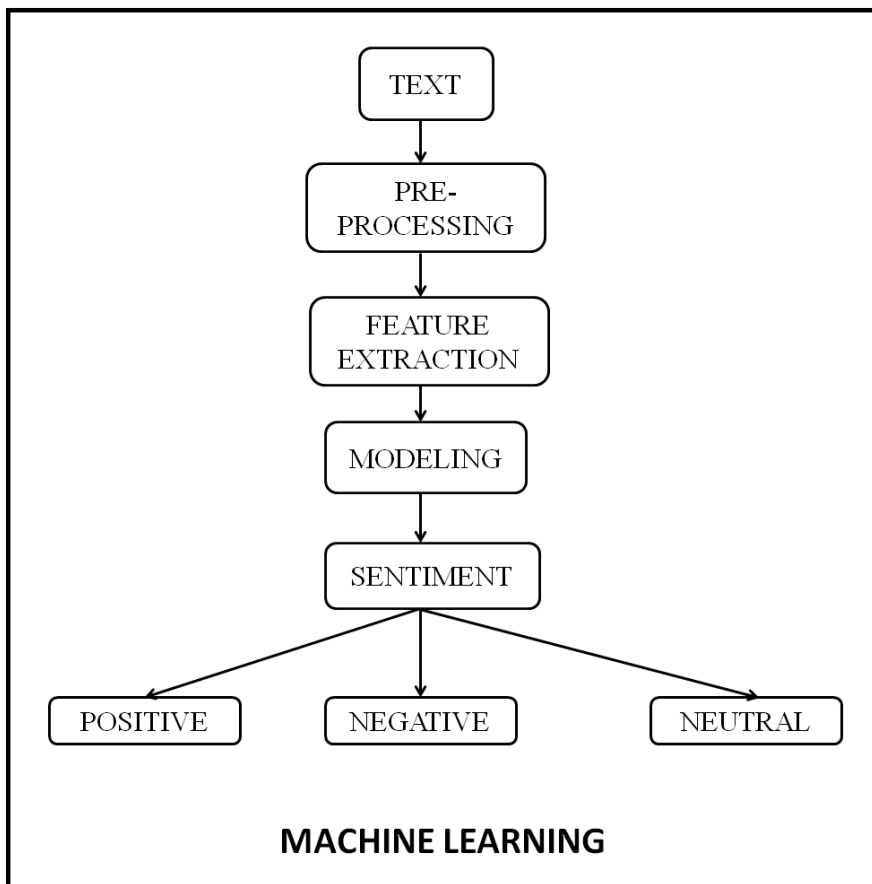 TEXT
PRE-
PROCESSING
FEATURE
EXTRACTION
MODELING
SENTIMENT
POSITIVE
NEGATIVE
NEUTRAL
MACHINE LEARNING